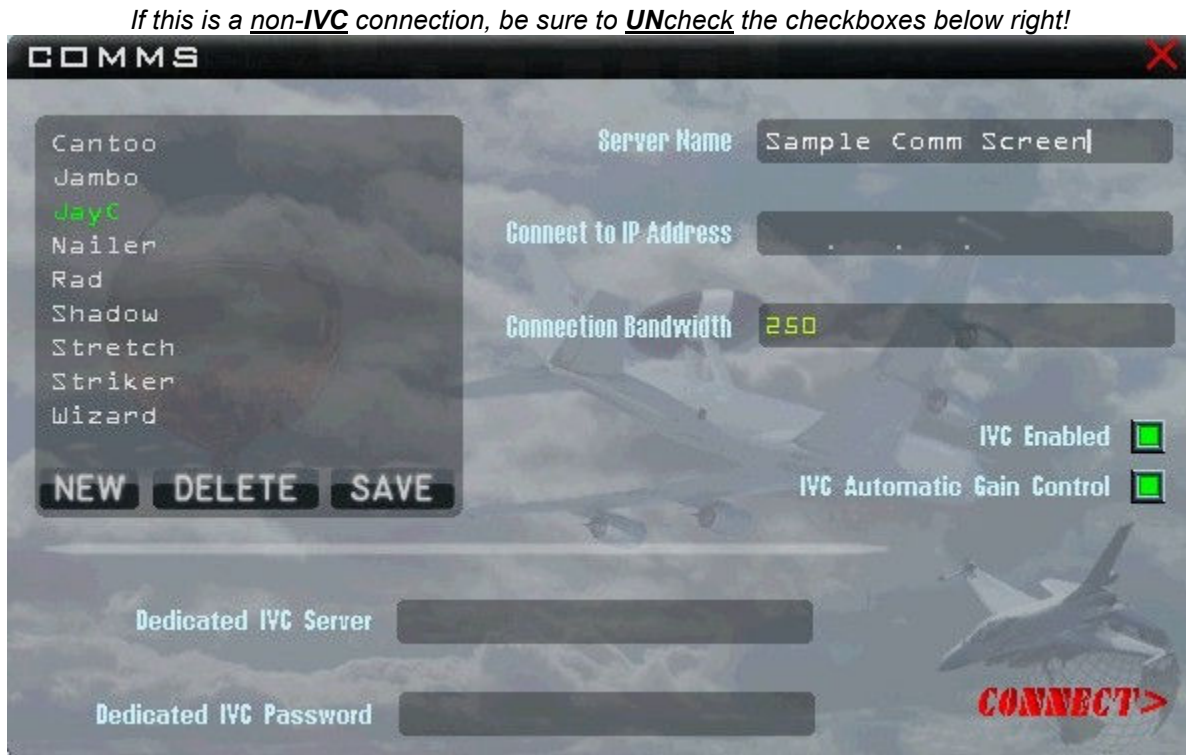 If this is a non-IVC connection, be sure to UNcheck the checkboxes below right!
COMMS
Cantoo
Jambo
JayC
Nailer
Rad
Shadow
Stretch
Striker
Wizard
NEW DELETE SAVE
Server Name Sample Comm Screen
Connect to IP Address . . .
Connection Bandwidth 250
IVC Enabled
IVC Automatic Gain Control
Dedicated IVC Server
Dedicated IVC Password
CONNECT>